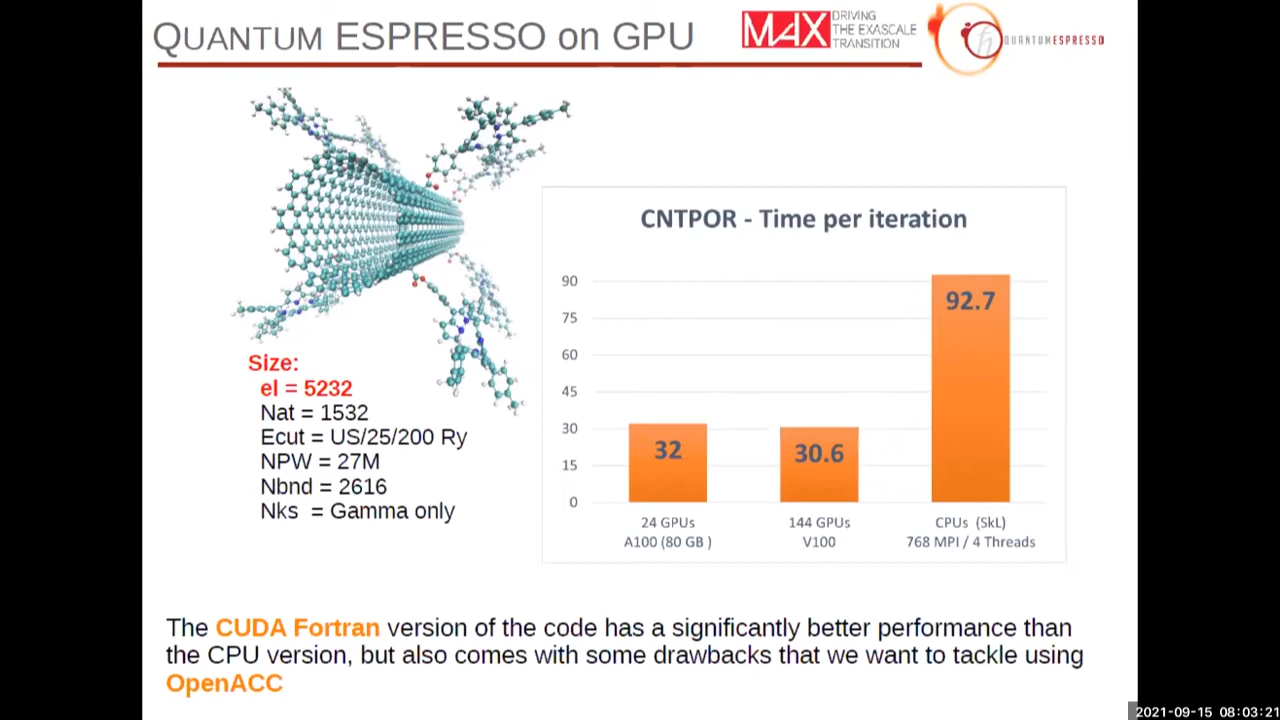 QUANTUM ESPRESSO on GPU
MAX DRIVING
THE EXASCALE
TRANSITION
ħ QUANTUMESPRESSO
CNTPOR - Time per iteration
90
75
60
45
30
15
0
92.7
32
30.6
24 GPUs
A100 (80 GB )
144 GPUs
V100
CPUs (SkL)
768 MPI / 4 Threads
Size:
el = 5232
Nat = 1532
Ecut = US/25/200 Ry
NPW = 27M
Nbnd = 2616
Nks = Gamma only
The CUDA Fortran version of the code has a significantly better performance than
the CPU version, but also comes with some drawbacks that we want to tackle using
OpenACC
2021-09-15 08:03:21